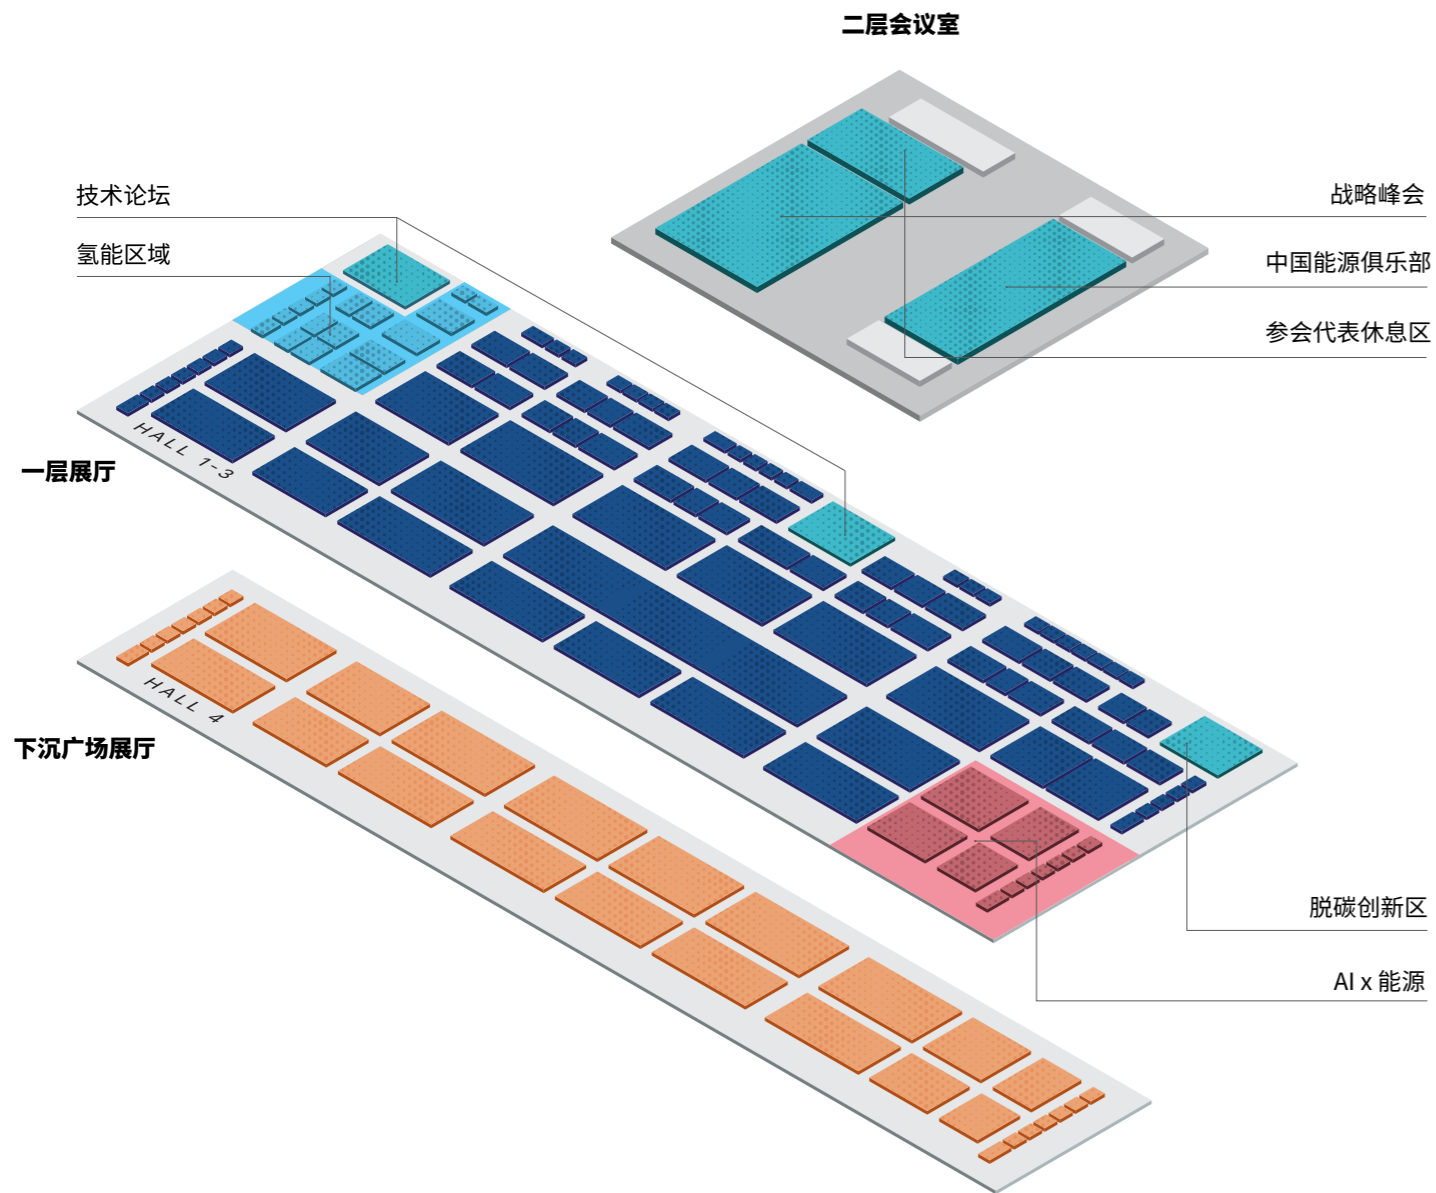 二层会议室
技术论坛
氢能区域
战略峰会
中国能源俱乐部
参会代表休息区
HALL 1-3
一层展厅
HALL 4
下沉广场展厅
脱碳创新区
AI x 能源